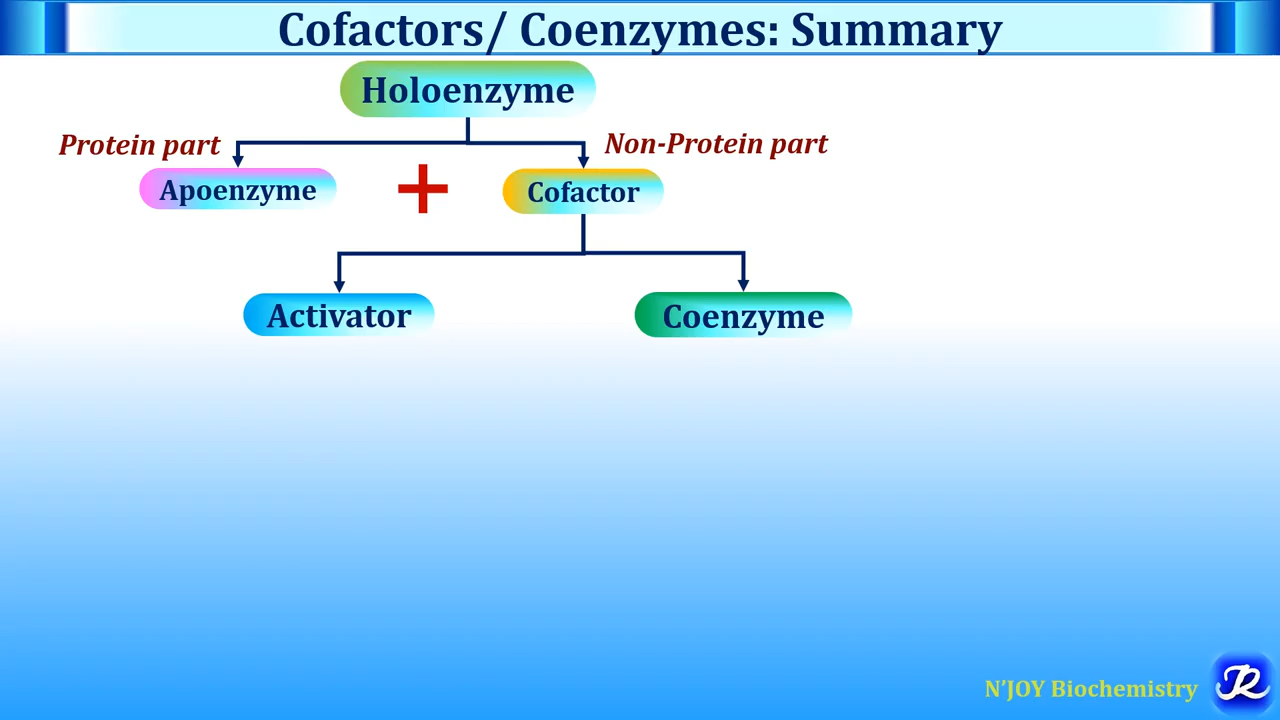 Cofactors/ Coenzymes: Summary
Holoenzyme
Protein part
Non-Protein part
Apoenzyme
+
Cofactor
Activator
Coenzyme
N'JOY Biochemistry